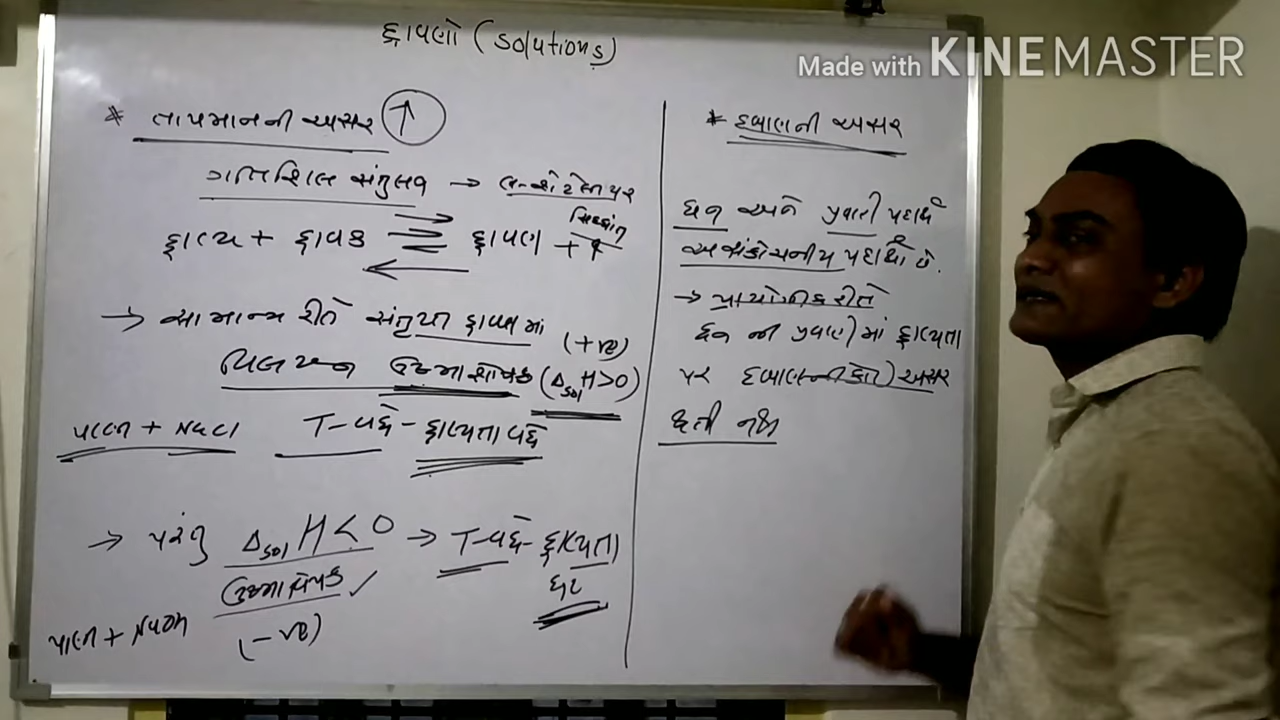 દ્રાવણો (Solutions)
Made with KINEMASTER
* તાપમાનની અસર ↑
ગતિશિલ સંતુલન → લ-શેટેલિયર
સિદ્ધાંત
દ્રાવ્ય + દ્રાવક ⇌ દ્રાવણ +
→ સામાન્ય રીતે સંતૃપ્ત દ્રાવણ માં
(+ve)
વિલયન ઉષ્માશોષક (ΔsolH>0)
પાણી + NaCl T-વધે - દ્રાવ્યતા વધે
→ પરંતુ ΔsolH < 0 → T-વધે - દ્રાવ્યતા
ઘટે
ઉષ્માક્ષેપક ✓
પાણી + NaOH (-ve)
* દબાણની અસર
ઘન અને પ્રવાહી પદાર્થ
અસંકોચનીય પદાર્થો છે.
→ પ્રાયોગિક રીતે
ઘન ની પ્રવાહીમાં દ્રાવ્યતા
પર દબાણની કોઈ અસર
થતી નથી